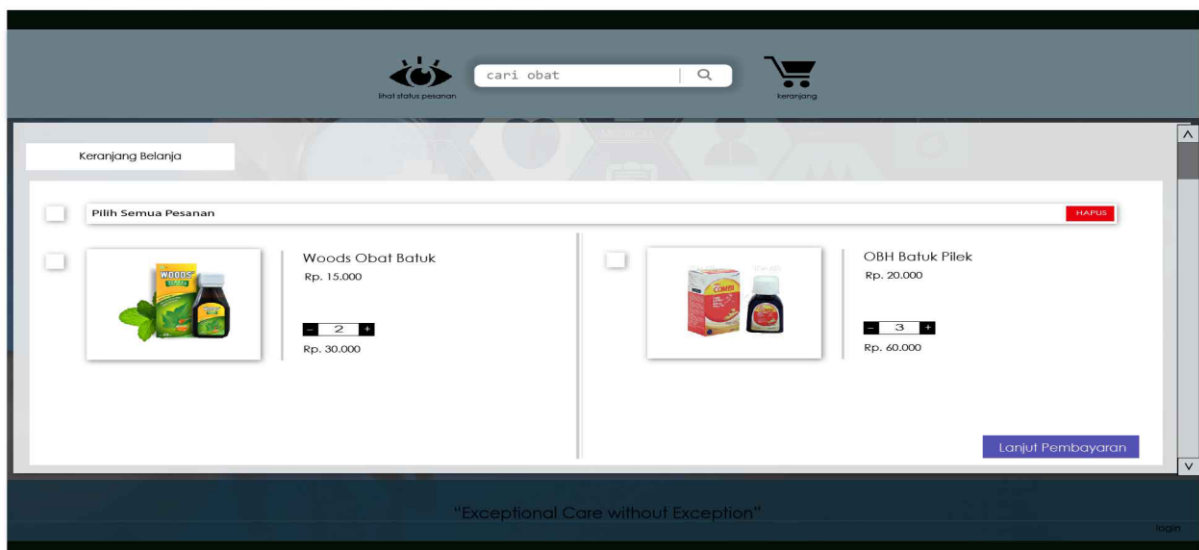 cari obat
lihat status pesanan
keranjang
Keranjang Belanja
Pilih Semua Pesanan
HAPUS
WOODS'
Woods Obat Batuk
Rp. 15.000
- 2 +
Rp. 30.000
COMBI
OBH Batuk Pilek
Rp. 20.000
- 3 +
Rp. 60.000
Lanjut Pembayaran
“Exceptional Care without Exception”
login